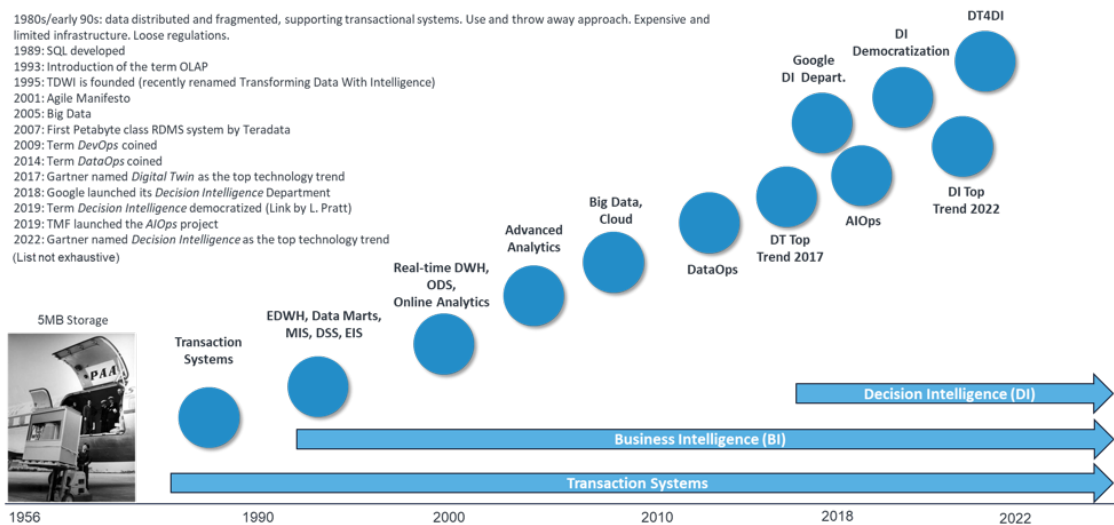 1980s/early 90s: data distributed and fragmented, supporting transactional systems. Use and throw away approach. Expensive and
limited infrastructure. Loose regulations.
1989: SQL developed
1993: Introduction of the term OLAP
1995: TDWI is founded (recently renamed Transforming Data With Intelligence)
2001: Agile Manifesto
2005: Big Data
2007: First Petabyte class RDMS system by Teradata
2009: Term DevOps coined
2014: Term DataOps coined
2017: Gartner named Digital Twin as the top technology trend
2018: Google launched its Decision Intelligence Department
2019: Term Decision Intelligence democratized (Link by L. Pratt)
2019: TMF launched the AIOps project
2022: Gartner named Decision Intelligence as the top technology trend
(List not exhaustive)
5MB Storage
PAA
Transaction
Systems
EDWH, Data Marts,
MIS, DSS, EIS
Real-time DWH,
ODS,
Online Analytics
Advanced
Analytics
Big Data,
Cloud
DataOps
DT Top
Trend 2017
Google
DI Depart.
AIOps
DI
Democratization
DI Top
Trend 2022
DT4DI
Decision Intelligence (DI)
Business Intelligence (BI)
Transaction Systems
1956
1990
2000
2010
2018
2022